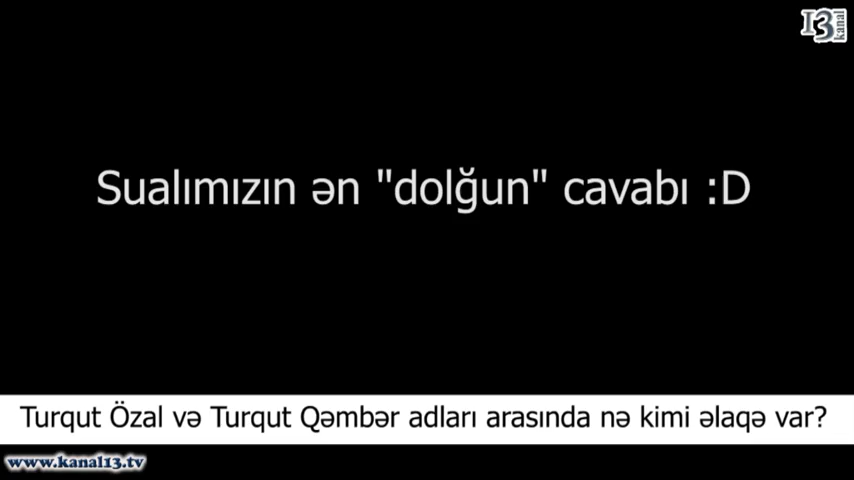 13 kanal
Sualımızın ən "dolğun" cavabı :D
Turqut Özal və Turqut Qəmbər adları arasında nə kimi əlaqə var?
www.kanal13.tv